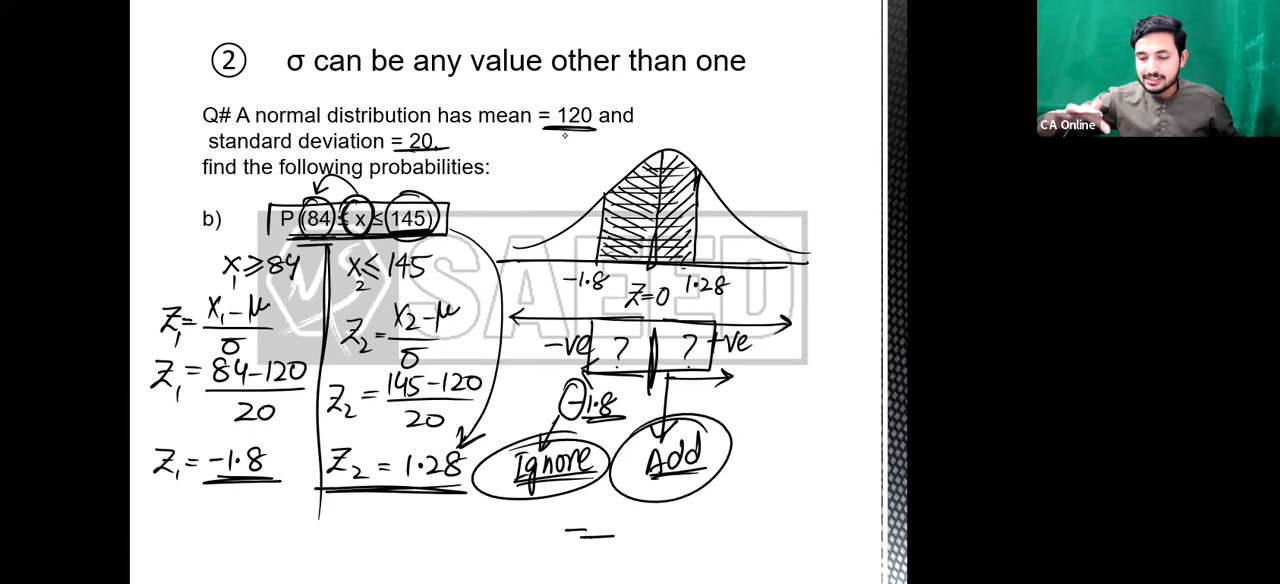 ② σ can be any value other than one
Q# A normal distribution has mean = 120 and
standard deviation = 20,
find the following probabilities:
b) P (84 ≤ x ≤ 145)
x₁ ≥ 84
Z₁ = x₁ - μ / σ
Z₁ = 84 - 120 / 20
Z₁ = -1.8
x₂ ≤ 145
Z₂ = x₂ - μ / σ
Z₂ = 145 - 120 / 20
Z₂ = 1.28
-1.8 Z=0 1.28
-ve ? ? +ve
-1.8
Ignore Add
SAEED
CA Online